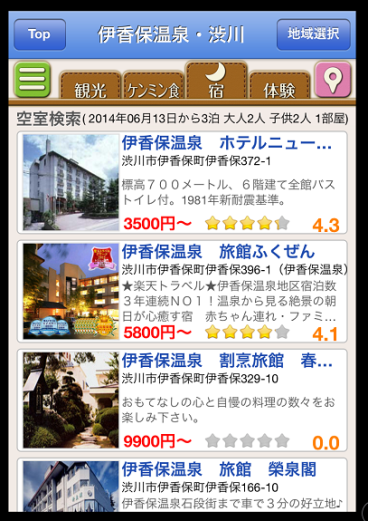 Top
伊香保温泉・渋川
地域選択
観光
ケンミン食
宿
体験
空室検索(2014年06月13日から3泊 大人2人 子供2人 1部屋)
伊香保温泉 ホテルニュー…
渋川市伊香保町伊香保372-1
標高７００メートル、６階建て全館バス
トイレ付。1981年新耐震基準。
3500円〜
4.3
伊香保温泉 旅館ふくぜん
渋川市伊香保町伊香保396-1（伊香保温泉）
★楽天トラベル★伊香保温泉地区宿泊数
３年連続ＮＯ１！温泉から見る絶景の朝
日が心癒す宿 赤ちゃん連れ・ファミ…
5800円〜
4.1
伊香保温泉 割烹旅館 春…
渋川市伊香保町伊香保329-10
おもてなしの心と自慢の料理の数々をお
楽しみ下さい。
9900円〜
0.0
伊香保温泉 旅館 榮泉閣
渋川市伊香保町伊香保166-10
伊香保温泉石段街まで車で３分の好立地♪